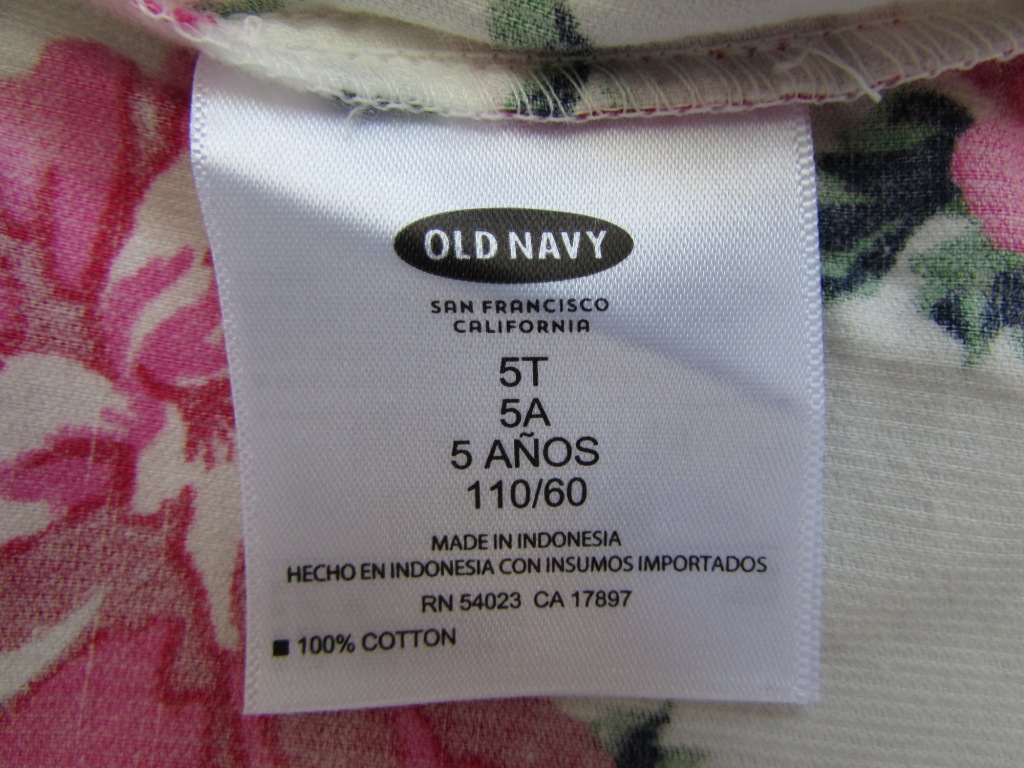 OLD NAVY
SAN FRANCISCO
CALIFORNIA
5T
5A
5 AÑOS
110/60
MADE IN INDONESIA
HECHO EN INDONESIA CON INSUMOS IMPORTADOS
RN 54023 CA 17897
■ 100% COTTON